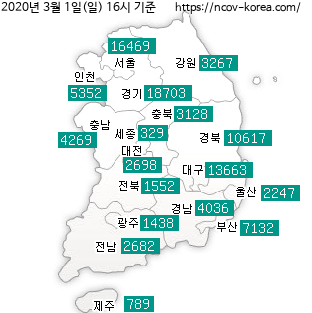 2020년 3월 1일(일) 16시 기준 https://ncov-korea.com/
16469
서울
강원 3267
인천
5352
경기 18703
충북 3128
충남
4269
세종 329
경북 10617
대전
2698
대구 13663
전북 1552
울산 2247
경남 4036
광주 1438
부산 7132
전남 2682
제주 789